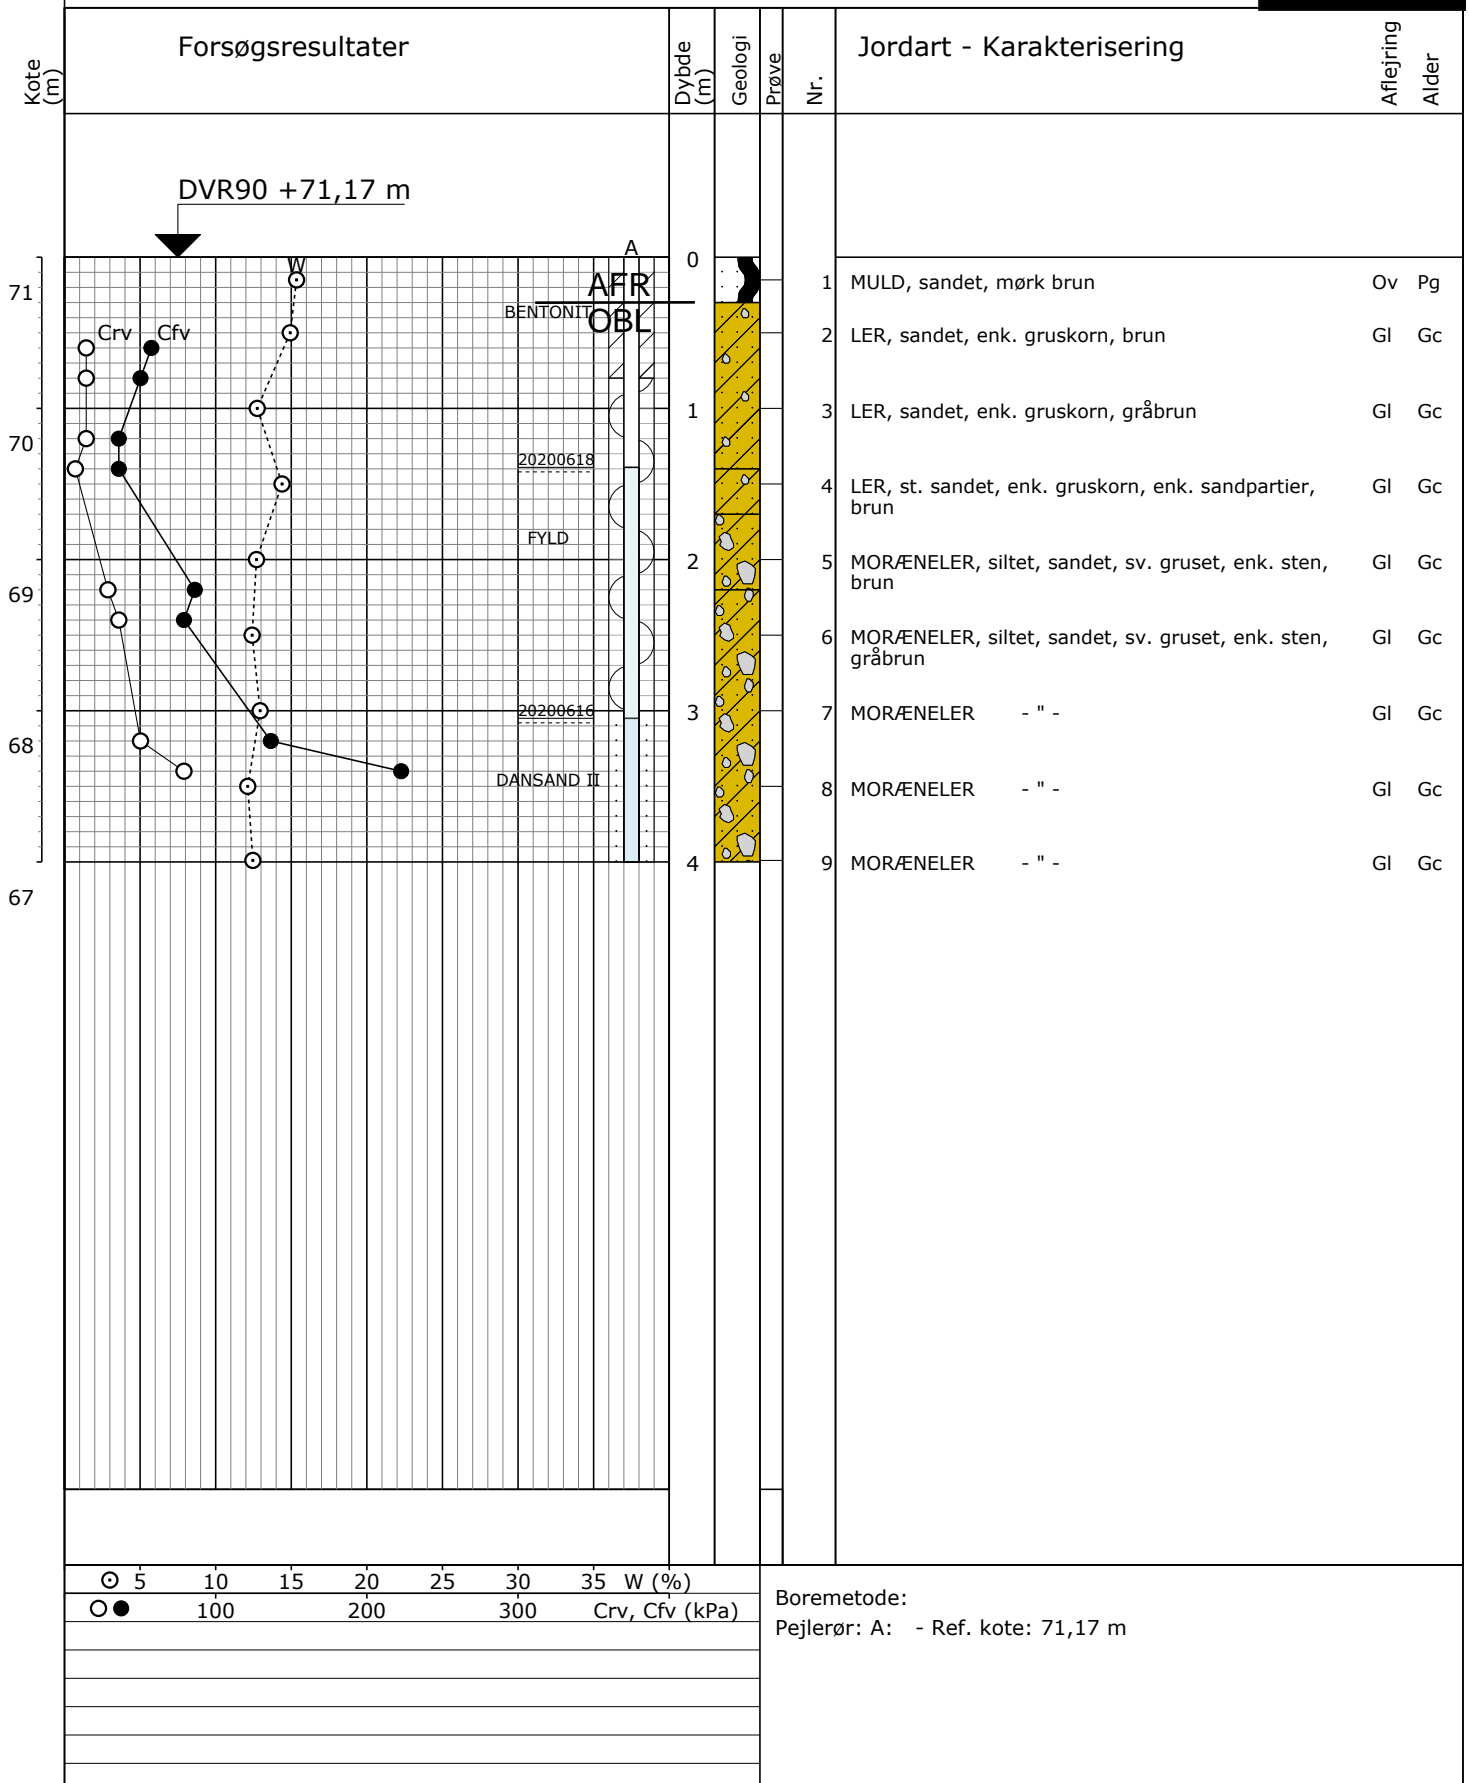 Kote (m)
Forsøgsresultater
Dybde (m)
Geologi
Prøve
Nr.
Jordart - Karakterisering
Aflejring
Alder
DVR90 +71,17 m
W
A
0
AFR
71
1 MULD, sandet, mørk brun Ov Pg
BENTONIT
OBL
Crv Cfv
2 LER, sandet, enk. gruskorn, brun Gl Gc
1
3 LER, sandet, enk. gruskorn, gråbrun Gl Gc
70
20200618
4 LER, st. sandet, enk. gruskorn, enk. sandpartier, Gl Gc
brun
FYLD
2
5 MORÆNELER, siltet, sandet, sv. gruset, enk. sten, Gl Gc
brun
69
6 MORÆNELER, siltet, sandet, sv. gruset, enk. sten, Gl Gc
gråbrun
20200616
3
7 MORÆNELER - " - Gl Gc
68
DANSAND II
8 MORÆNELER - " - Gl Gc
4
9 MORÆNELER - " - Gl Gc
67
5 10 15 20 25 30 35 W (%)
100 200 300 Crv, Cfv (kPa)
Boremetode:
Pejlerør: A: - Ref. kote: 71,17 m